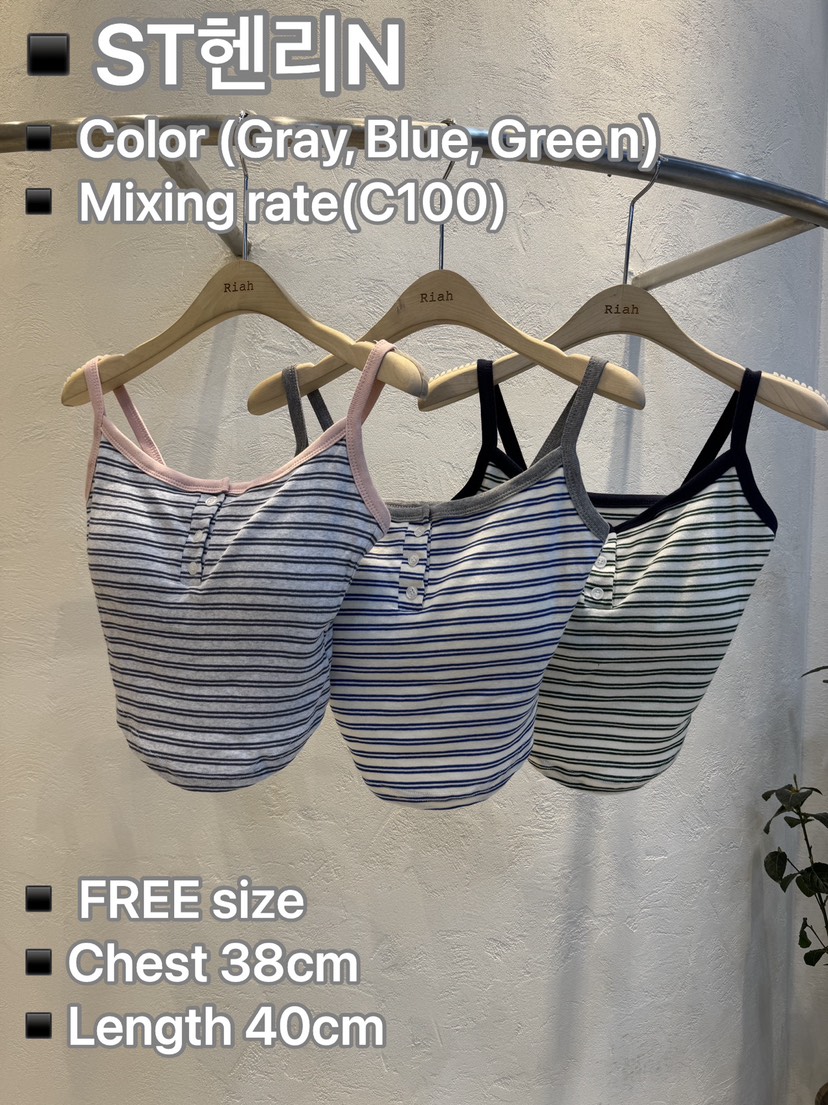 ■ ST헨리N
■ Color (Gray, Blue, Green)
■ Mixing rate(C100)
Riah
Riah
Riah
■ FREE size
■ Chest 38cm
■ Length 40cm